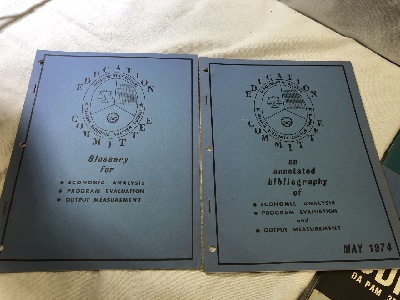 EDUCATION
COMMITTEE
Glossary
for
• ECONOMIC ANALYSIS
• PROGRAM EVALUATION
• OUTPUT MEASUREMENT
EDUCATION
COMMITTEE
an
annotated
bibliography
of
• ECONOMIC ANALYSIS
• PROGRAM EVALUATION
and
• OUTPUT MEASUREMENT
MAY 1974
DA PAM